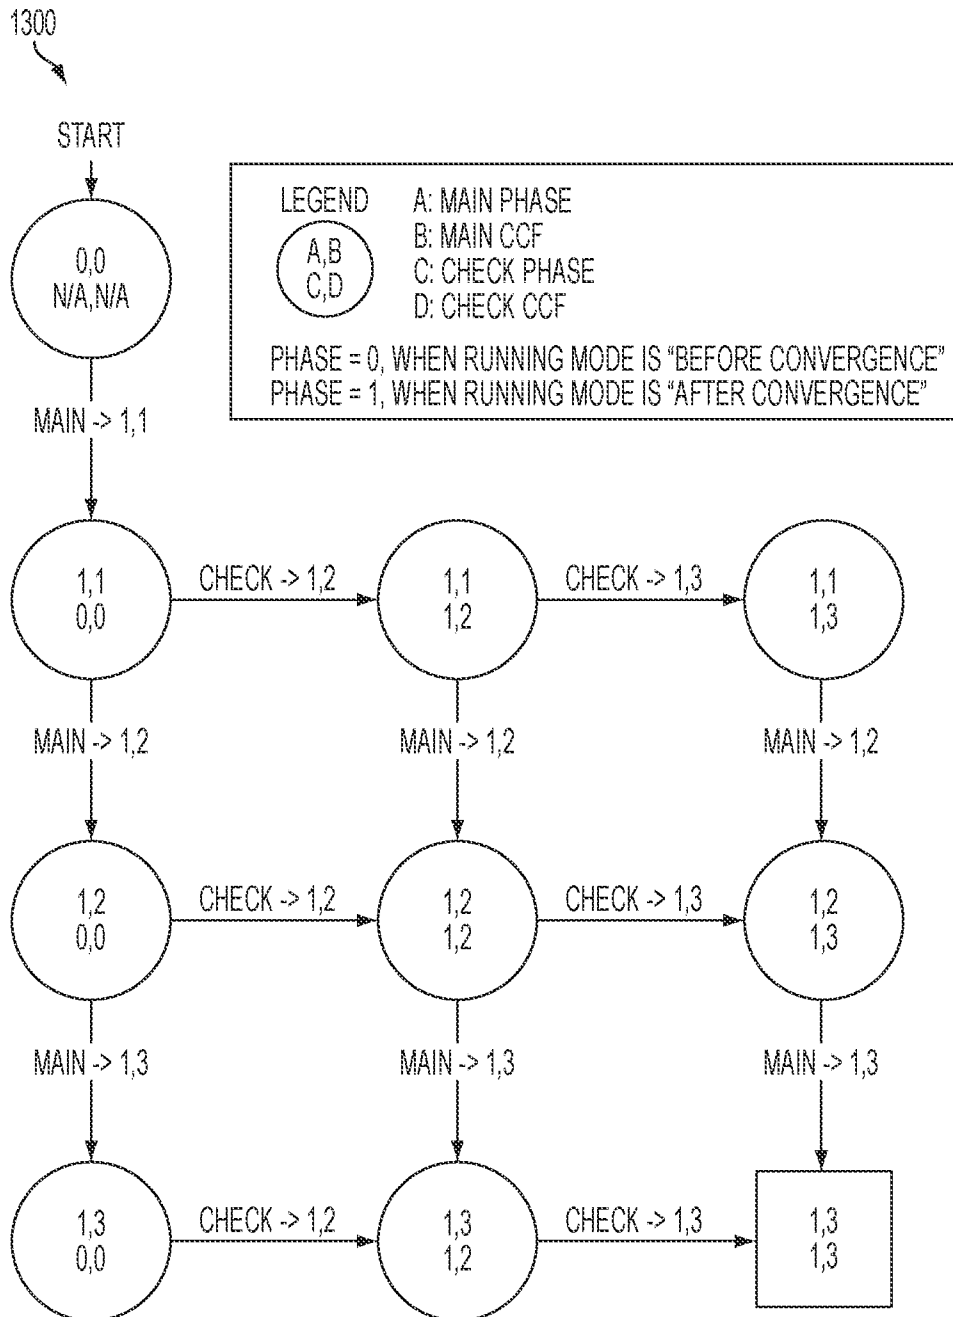 1300
START
LEGEND
A,B
C,D
A: MAIN PHASE
B: MAIN CCF
C: CHECK PHASE
D: CHECK CCF
PHASE = 0, WHEN RUNNING MODE IS “BEFORE CONVERGENCE”
PHASE = 1, WHEN RUNNING MODE IS “AFTER CONVERGENCE”
0,0
N/A,N/A
MAIN -> 1,1
1,1
0,0
CHECK -> 1,2
1,1
1,2
CHECK -> 1,3
1,1
1,3
MAIN -> 1,2
MAIN -> 1,2
MAIN -> 1,2
1,2
0,0
CHECK -> 1,2
1,2
1,2
CHECK -> 1,3
1,2
1,3
MAIN -> 1,3
MAIN -> 1,3
MAIN -> 1,3
1,3
0,0
CHECK -> 1,2
1,3
1,2
CHECK -> 1,3
1,3
1,3